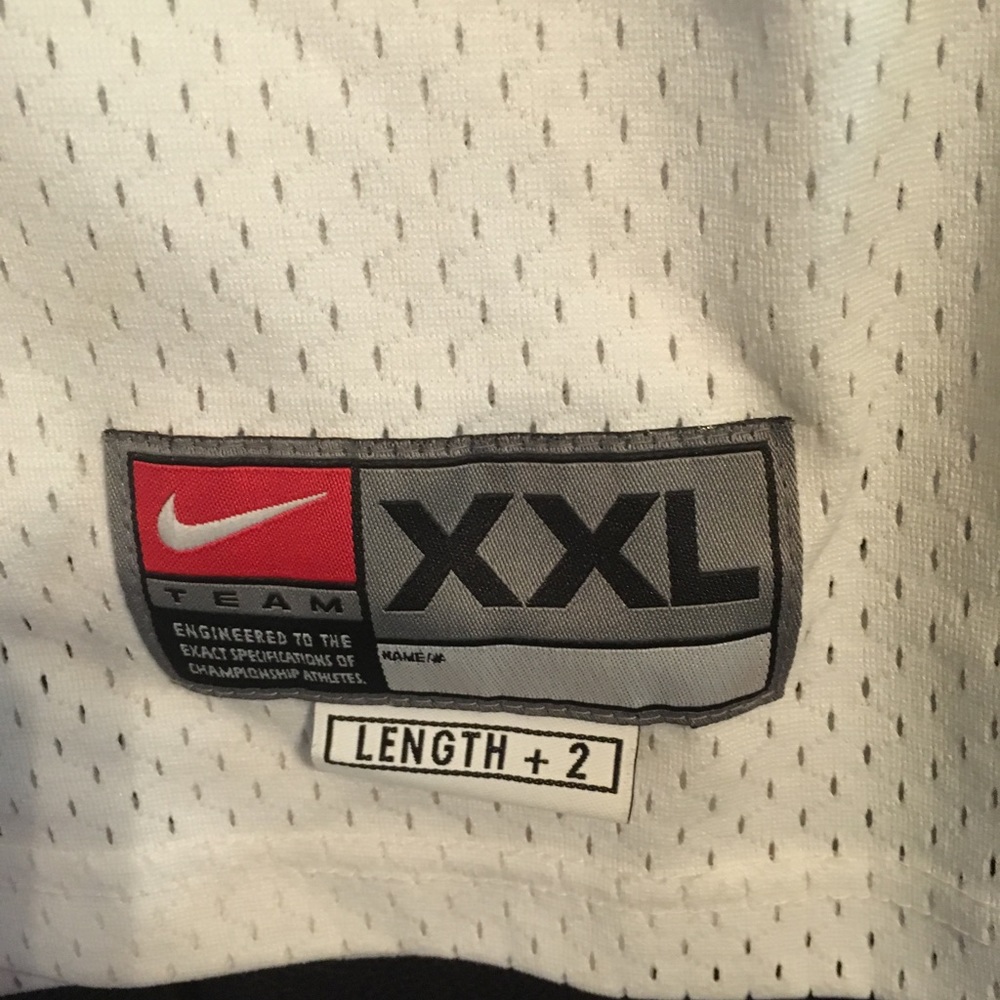 XXL
TEAM
ENGINEERED TO THE
EXACT SPECIFICATIONS OF
CHAMPIONSHIP ATHLETES.
NAME/#
LENGTH + 2